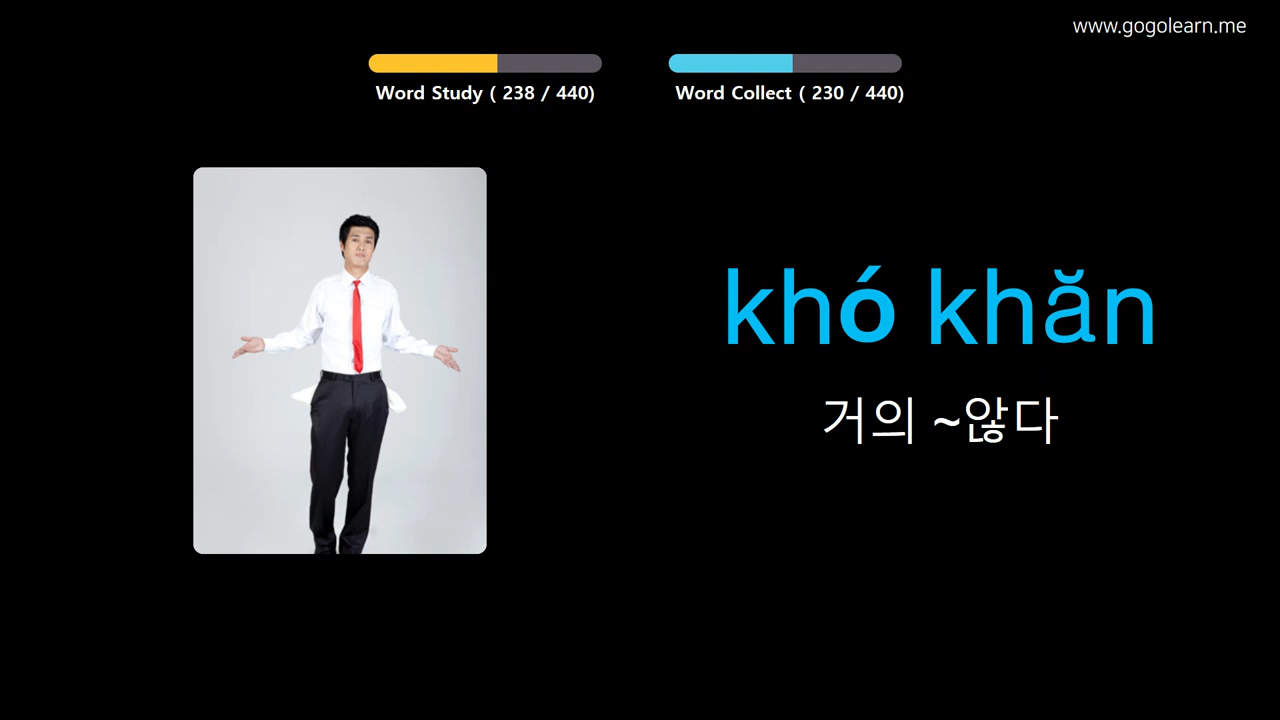 www.gogolearn.me
Word Study ( 238 / 440)
Word Collect ( 230 / 440)
khó khăn
거의 ~않다